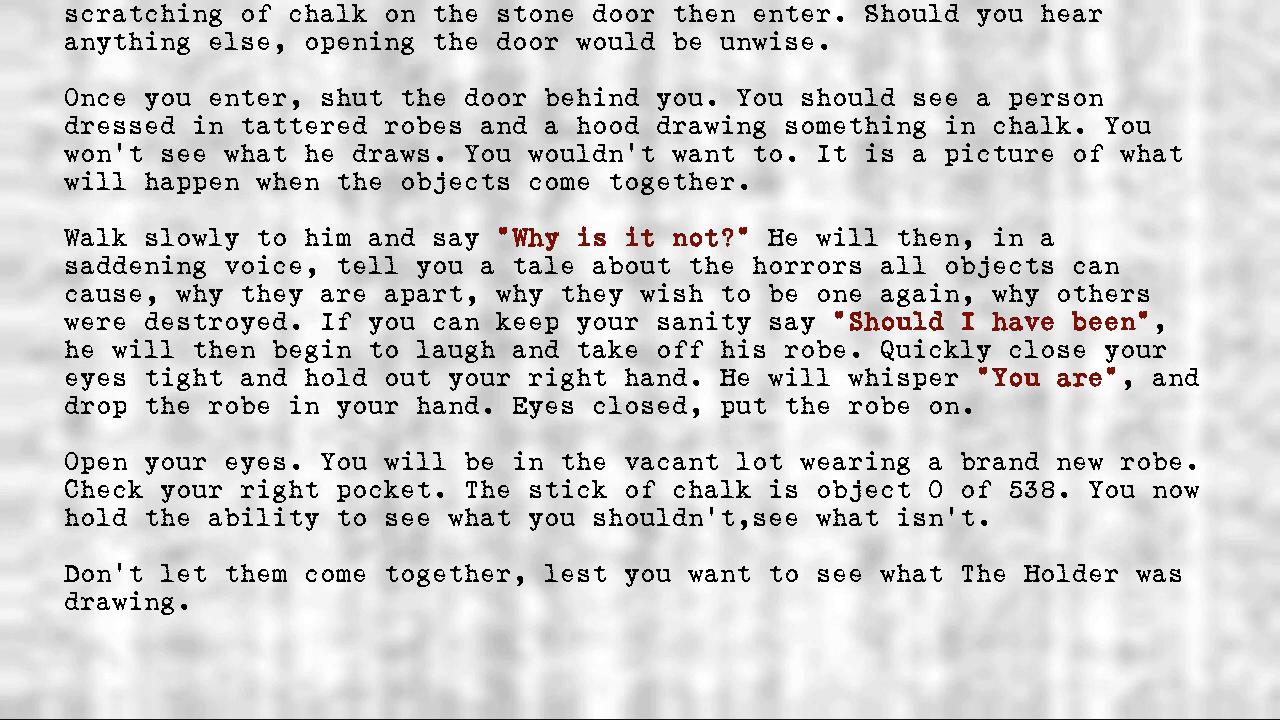 scratching of chalk on the stone door then enter. Should you hear
anything else, opening the door would be unwise.
Once you enter, shut the door behind you. You should see a person
dressed in tattered robes and a hood drawing something in chalk. You
won't see what he draws. You wouldn't want to. It is a picture of what
will happen when the objects come together.
Walk slowly to him and say "Why is it not?" He will then, in a
saddening voice, tell you a tale about the horrors all objects can
cause, why they are apart, why they wish to be one again, why others
were destroyed. If you can keep your sanity say "Should I have been",
he will then begin to laugh and take off his robe. Quickly close your
eyes tight and hold out your right hand. He will whisper "You are", and
drop the robe in your hand. Eyes closed, put the robe on.
Open your eyes. You will be in the vacant lot wearing a brand new robe.
Check your right pocket. The stick of chalk is object 0 of 538. You now
hold the ability to see what you shouldn't,see what isn't.
Don't let them come together, lest you want to see what The Holder was
drawing.